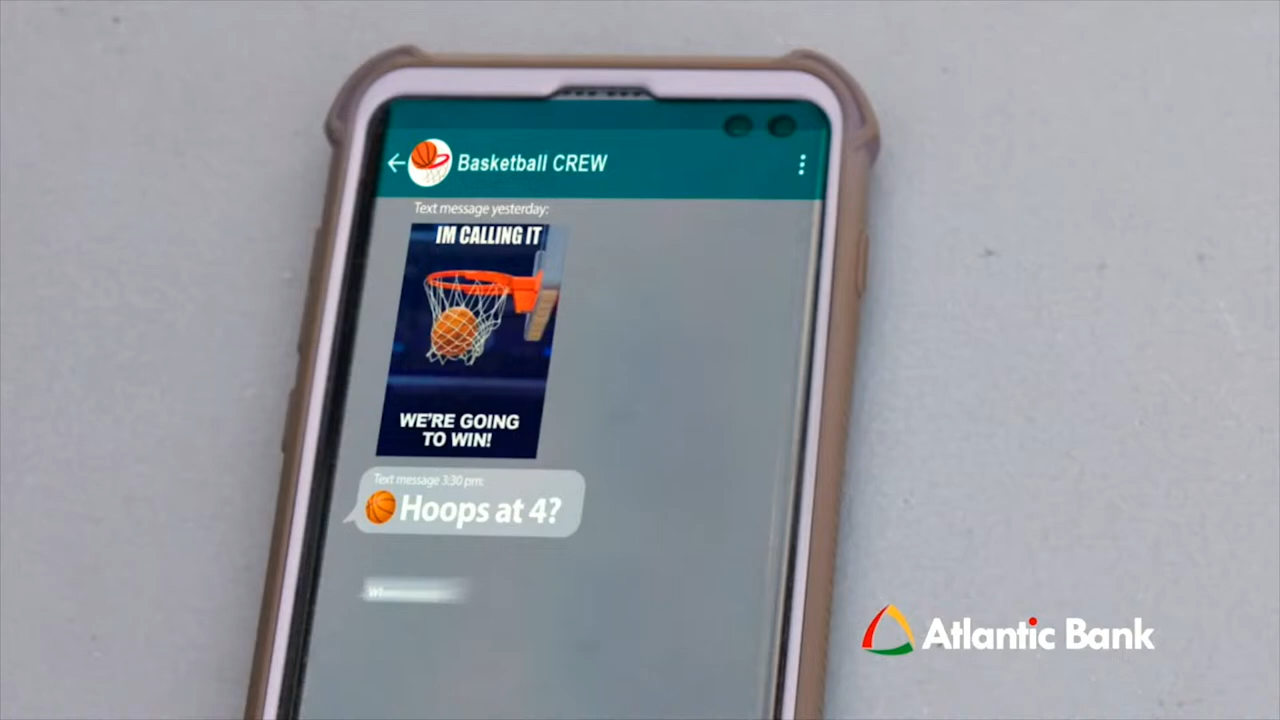 Basketball CREW
Text message yesterday:
IM CALLING IT
WE'RE GOING
TO WIN!
Text message 3:30 pm:
Hoops at 4?
Atlantic Bank